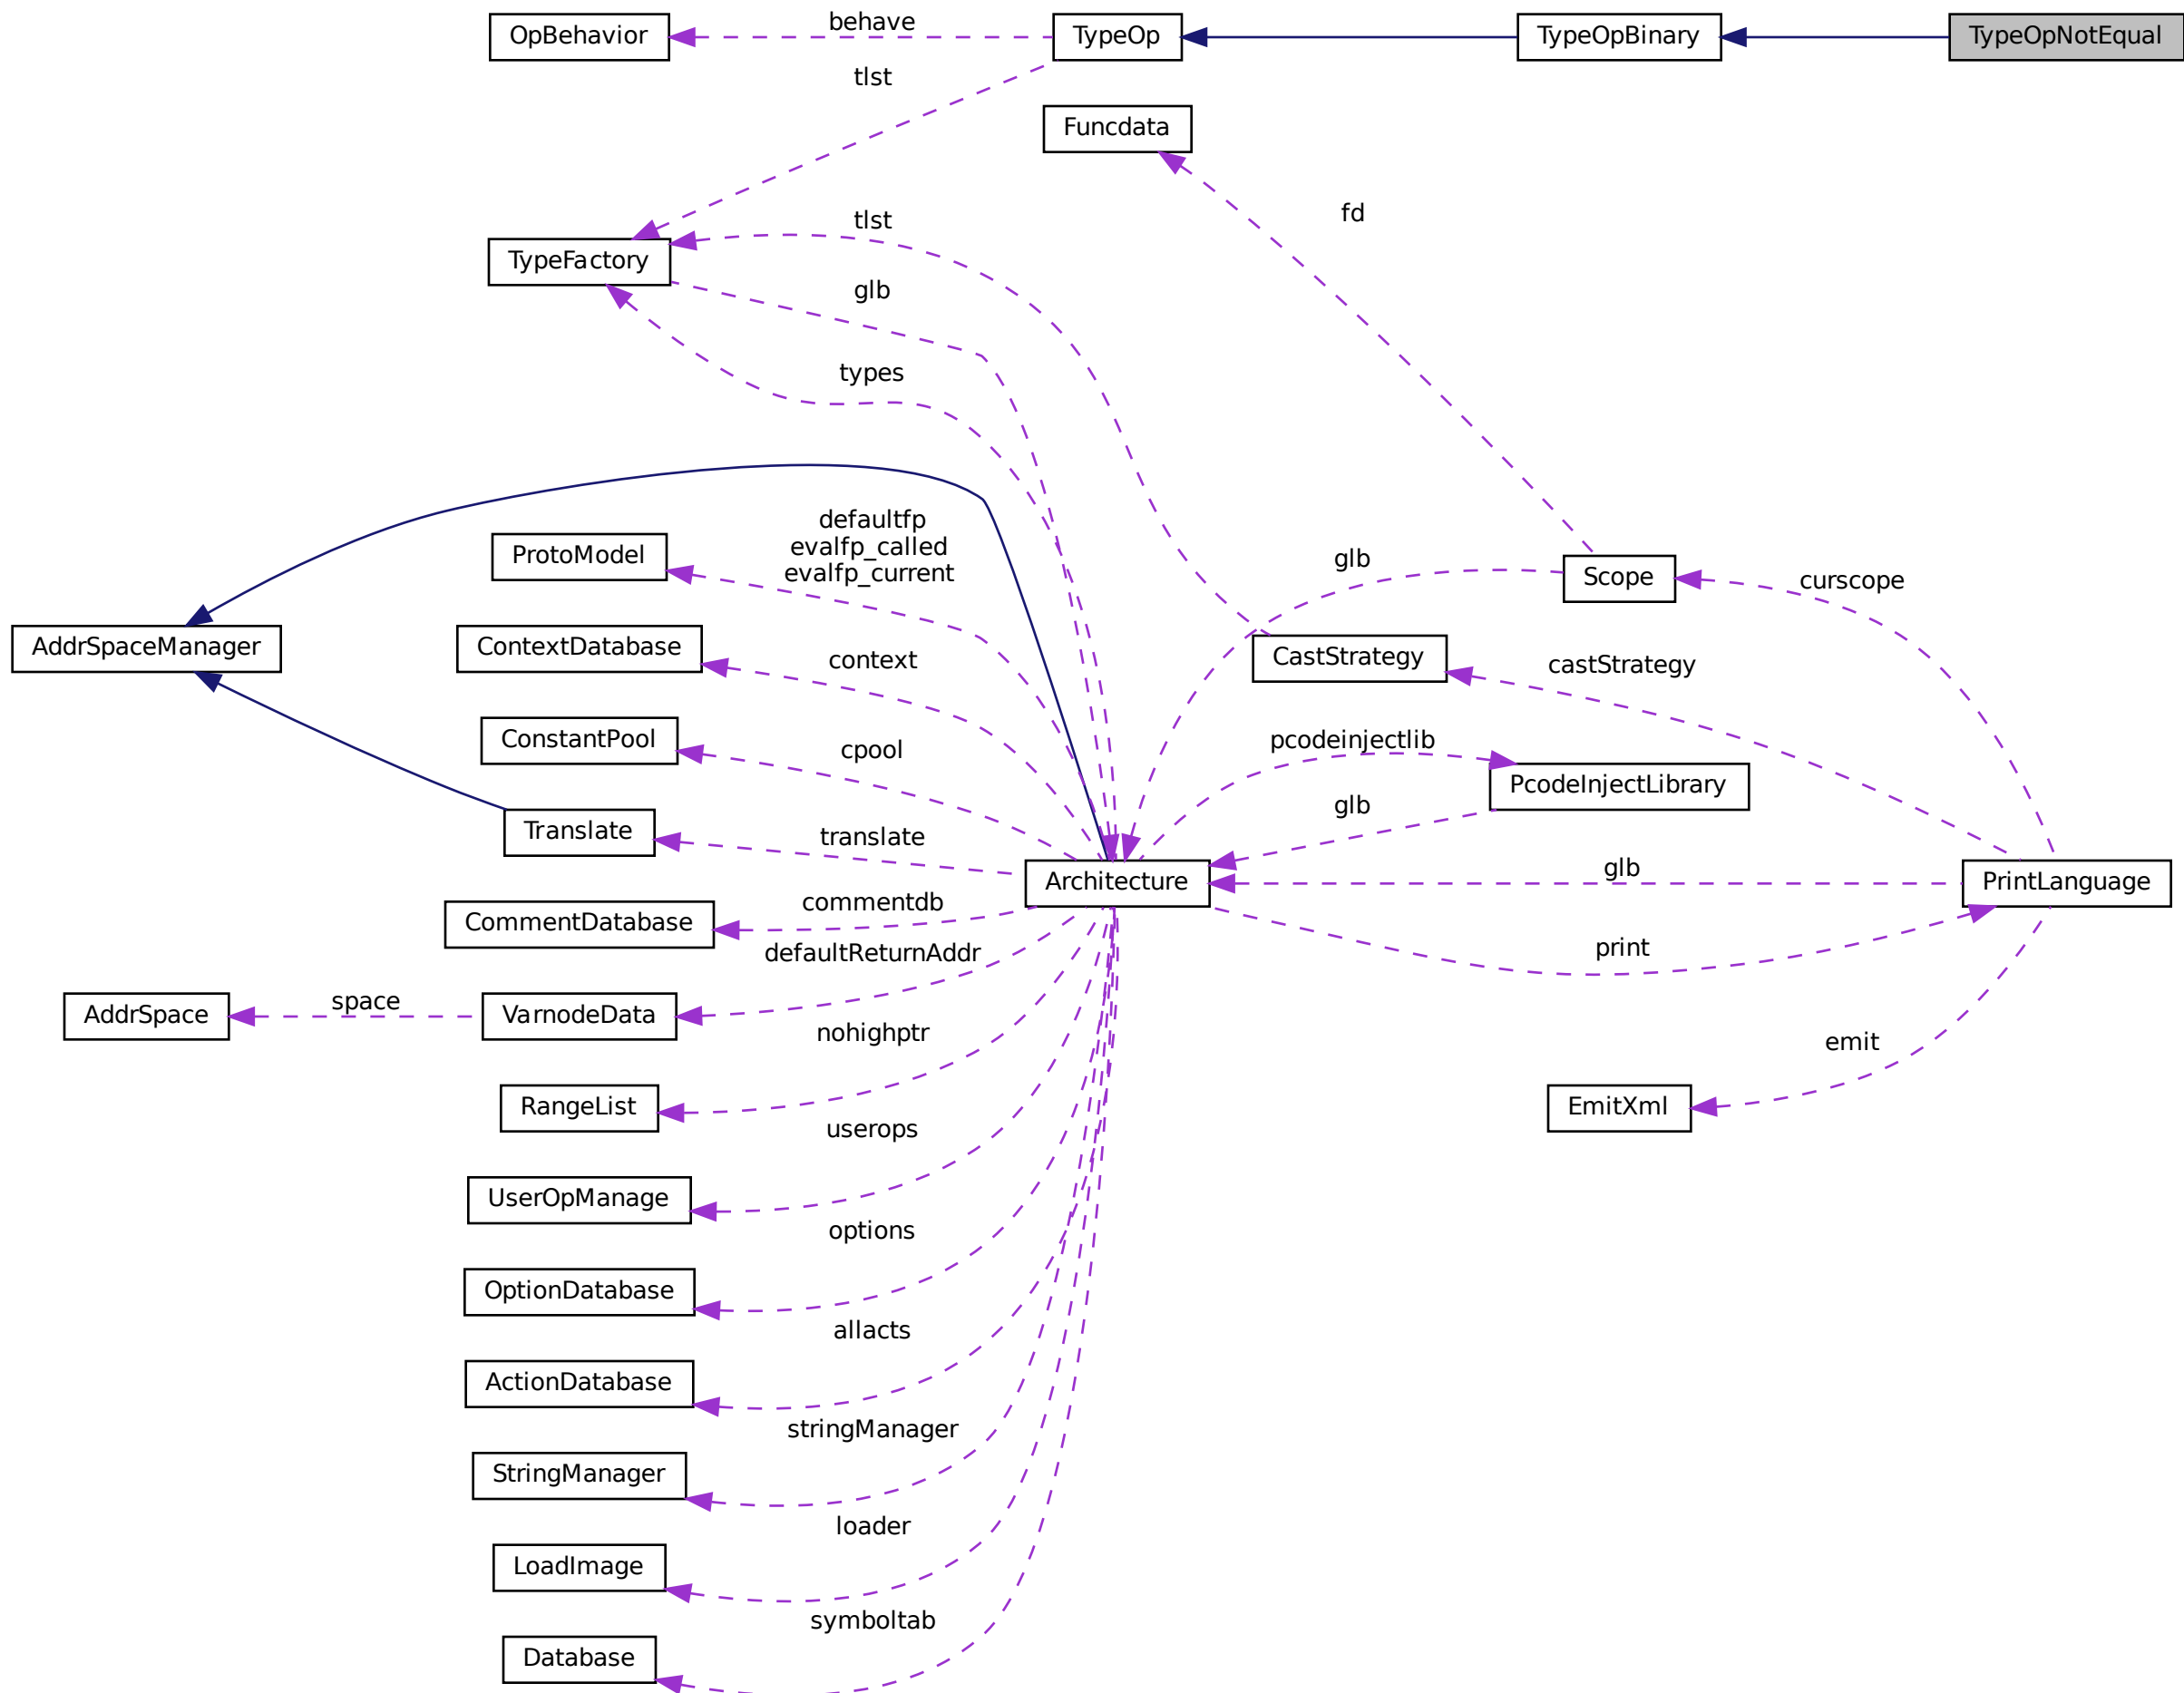 OpBehavior
behave
TypeOp
TypeOpBinary
TypeOpNotEqual
tlst
Funcdata
tlst
fd
TypeFactory
glb
types
defaultfp
evalfp_called
evalfp_current
ProtoModel
glb
Scope
curscope
AddrSpaceManager
ContextDatabase
context
CastStrategy
castStrategy
ConstantPool
cpool
pcodeinjectlib
PcodeInjectLibrary
glb
Translate
translate
Architecture
glb
PrintLanguage
CommentDatabase
commentdb
print
defaultReturnAddr
AddrSpace
space
VarnodeData
nohighptr
emit
RangeList
EmitXml
userops
UserOpManage
options
OptionDatabase
allacts
ActionDatabase
stringManager
StringManager
loader
LoadImage
symboltab
Database